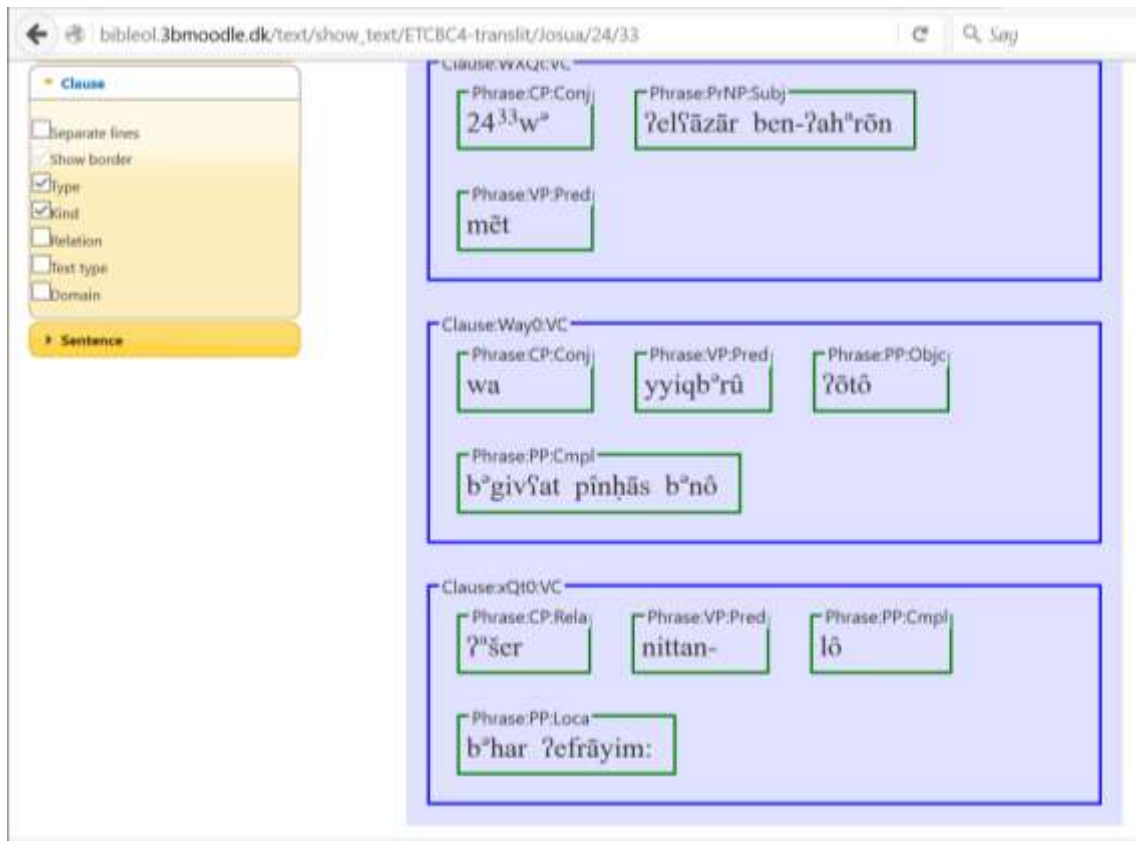 bibleol.3bmoodle.dk/text/show_text/ETCBC4-translit/Josua/24/33
Søg
Clause
Separate lines
Show border
Type
Kind
Relation
Text type
Domain
Sentence
Clause:WXQt:VC
Phrase:CP:Conj Phrase:PrNP:Subj
24³³wᵊ ʔelʕāzār ben-ʔahᵃrōn
Phrase:VP:Pred
mēt
Clause:Way0:VC
Phrase:CP:Conj Phrase:VP:Pred Phrase:PP:Objc
wa yyiqbᵊrû ʔōtô
Phrase:PP:Cmpl
bᵊgivʕat pînḥās bᵊnô
Clause:xQt0:VC
Phrase:CP:Rela Phrase:VP:Pred Phrase:PP:Cmpl
ʔᵃšer nittan- lô
Phrase:PP:Loca
bᵊhar ʔefrāyim: